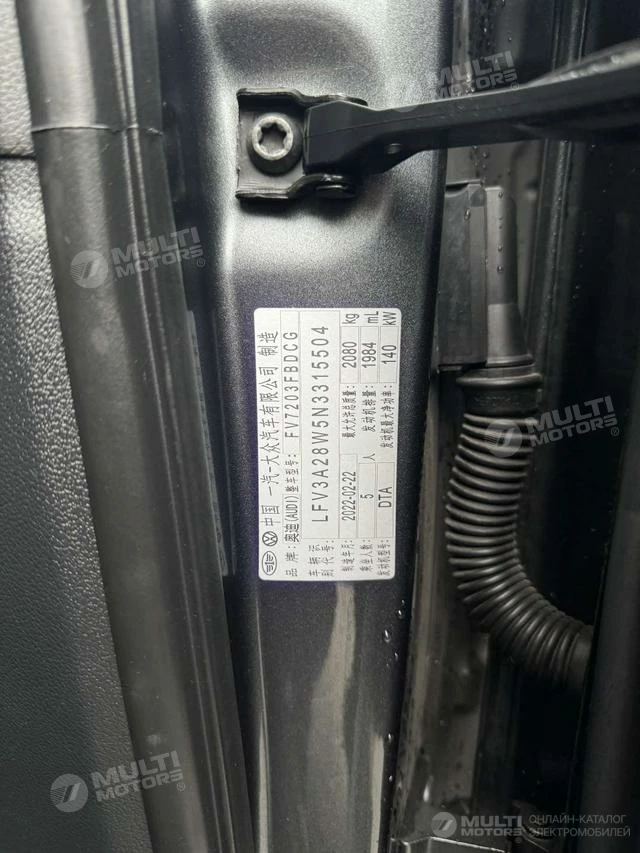 中国 一汽-大众汽车有限公司 制造
品牌: 奥迪(AUDI) 整车型号: FV7203FBDCG
车辆识别代号: LFV3A28W5N3315504
制造年月: 2022-02-22 最大允许总质量: 2080 kg
乘坐人数: 5 人 发动机排量: 1984 mL
发动机型号: DTA 发动机最大净功率: 140 kW
MULTI
MOTORS
MULTI
MOTORS
MULTI
MOTORS
MULTI
MOTORS
MULTI
MOTORS
ОНЛАЙН-КАТАЛОГ
ЭЛЕКТРОМОБИЛЕЙ